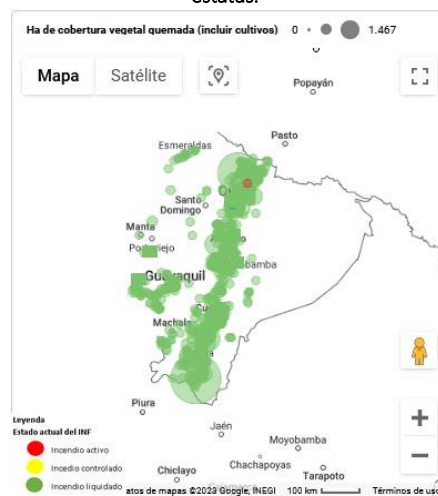 estatus.
Ha de cobertura vegetal quemada (incluir cultivos) 0 1.467
Mapa Satélite
Popayán
Pasto
Esmeraldas
Santo
Domingo
Manta
Guayaquil
Machala
Piura
Jaén
Moyobamba
Chiclayo
Chachapoyas
Tarapoto
Leyenda
Estado actual del INF
Incendio activo
Incedio controlado
Incendio liquidado
atos de mapas ©2023 Google, INEGI 100 km Términos de uso